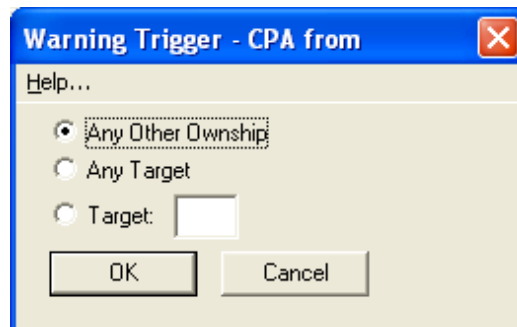 Warning Trigger - CPA from
Help...
Any Other Ownship
Any Target
Target:
OK Cancel